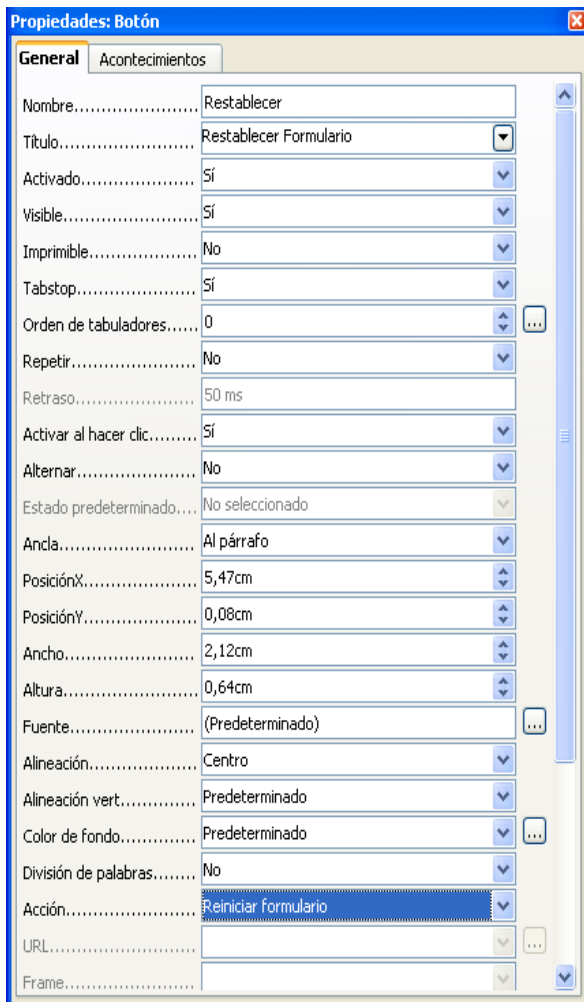 Propiedades: Botón
General Acontecimientos
Nombre...................... Restablecer
Título........................ Restablecer Formulario
Activado.................... Sí
Visible....................... Sí
Imprimible.................. No
Tabstop..................... Sí
Orden de tabuladores...... 0 ...
Repetir...................... No
Retraso...................... 50 ms
Activar al hacer clic......... Sí
Alternar..................... No
Estado predeterminado.... No seleccionado
Ancla........................ Al párrafo
PosiciónX................... 5,47cm
PosiciónY................... 0,08cm
Ancho....................... 2,12cm
Altura....................... 0,64cm
Fuente...................... (Predeterminado) ...
Alineación.................. Centro
Alineación vert............. Predeterminado
Color de fondo............. Predeterminado ...
División de palabras........ No
Acción....................... Reiniciar formulario
URL.......................... ...
Frame.......................